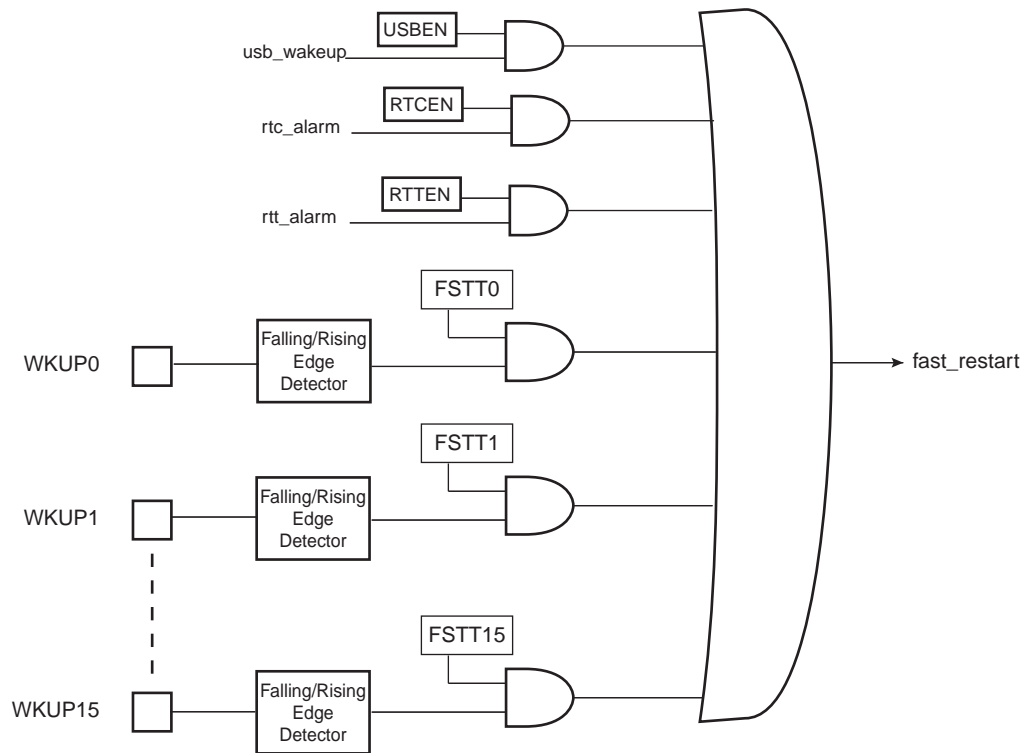 USBEN
usb_wakeup
RTCEN
rtc_alarm
RTTEN
rtt_alarm
FSTT0
WKUP0
Falling/Rising
Edge
Detector
fast_restart
FSTT1
WKUP1
Falling/Rising
Edge
Detector
FSTT15
WKUP15
Falling/Rising
Edge
Detector